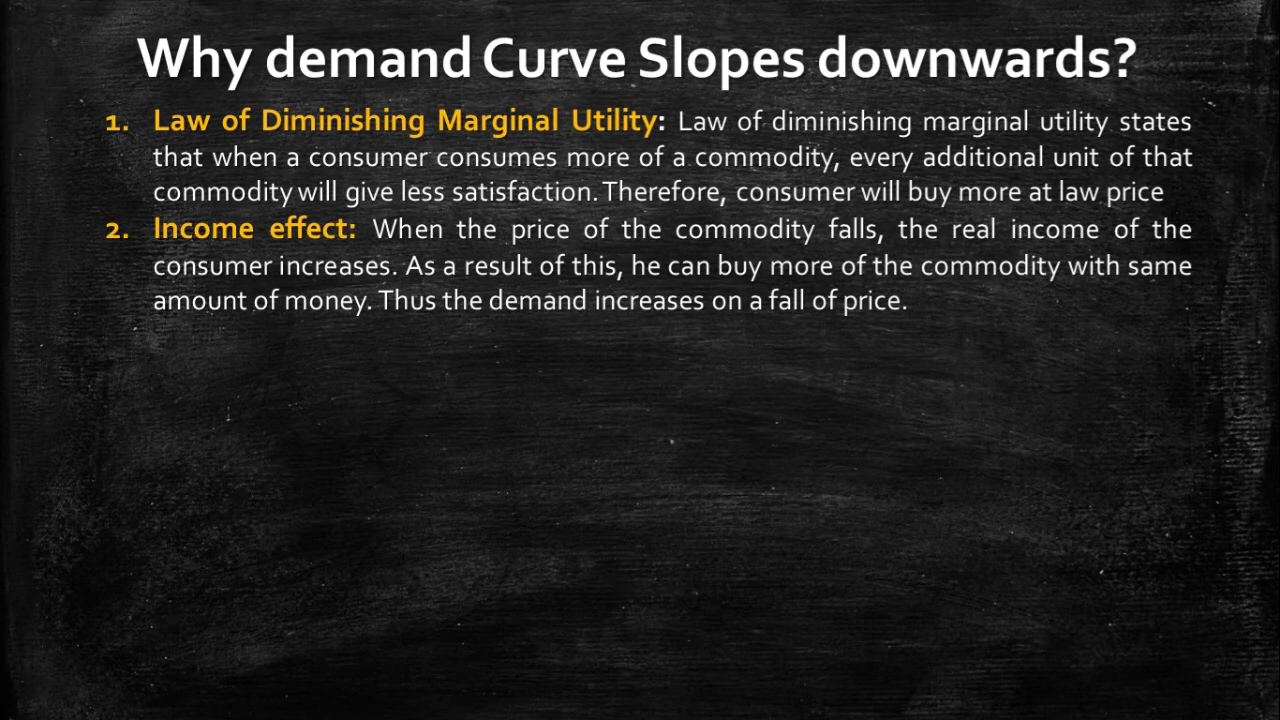 Why demand Curve Slopes downwards?
1. Law of Diminishing Marginal Utility: Law of diminishing marginal utility states
that when a consumer consumes more of a commodity, every additional unit of that
commodity will give less satisfaction. Therefore, consumer will buy more at law price
2. Income effect: When the price of the commodity falls, the real income of the
consumer increases. As a result of this, he can buy more of the commodity with same
amount of money. Thus the demand increases on a fall of price.